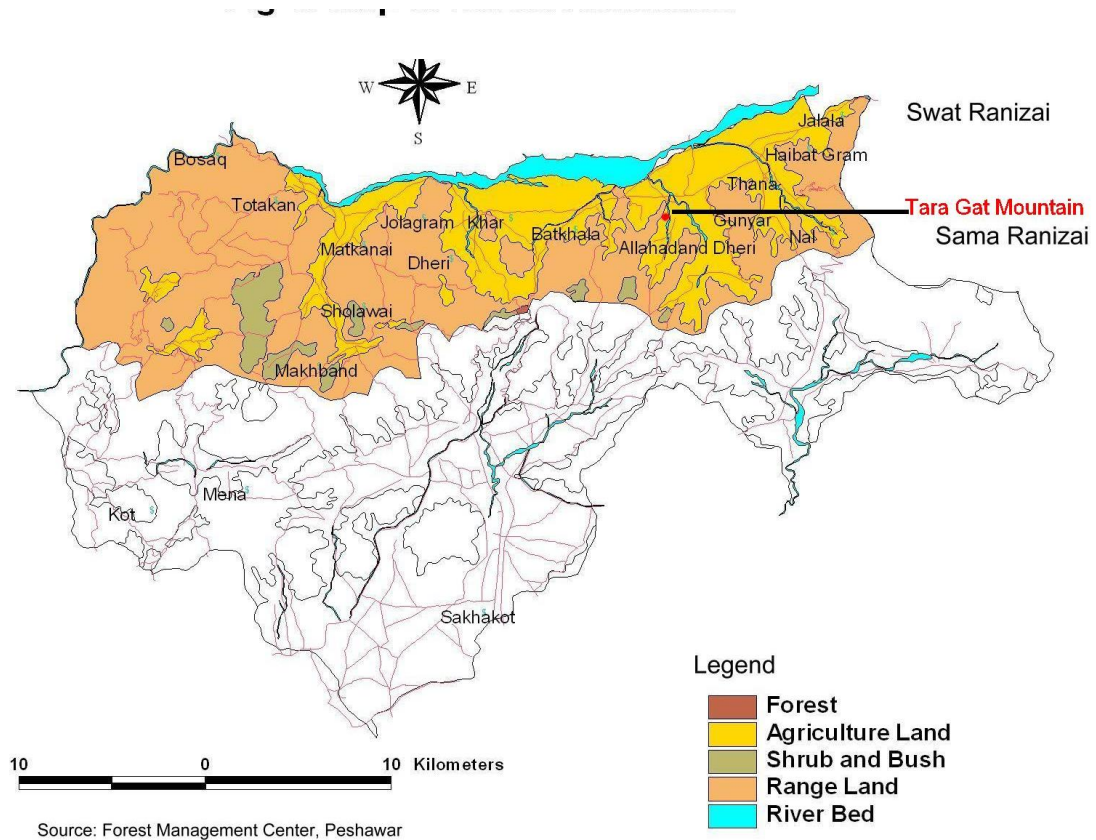 W E
S
Swat Ranizai
Jalala
Haibat Gram
Bosaq
Thana
Totakan
Tara Gat Mountain
Jolagram
Khar
Gunyar
Batkhala
Sama Ranizai
Nal
Matkanai
Allahadand Dheri
Dheri
Sholawai
Makhband
Mena
Kot
Sakhakot
Legend
Forest
Agriculture Land
Shrub and Bush
Range Land
River Bed
10 0 10 Kilometers
Source: Forest Management Center, Peshawar